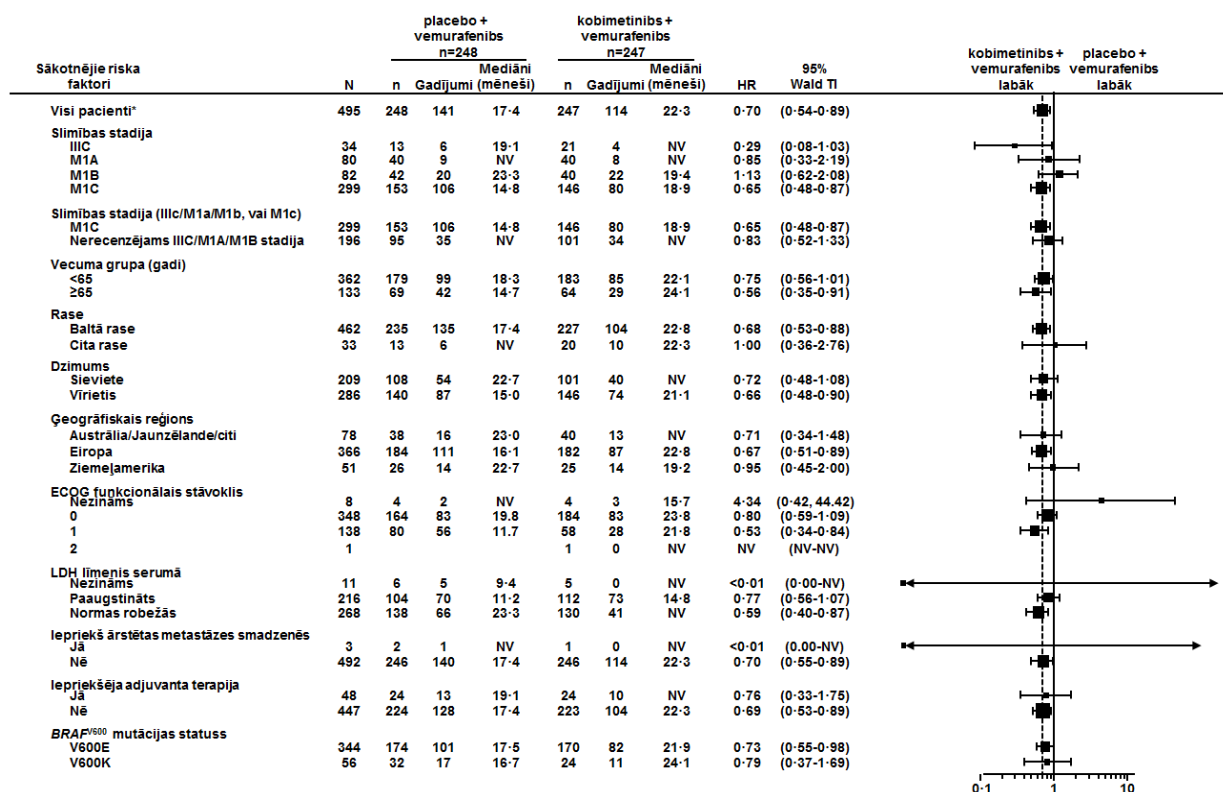 placebo + vemurafenibs n=248 kobimetinibs + vemurafenibs n=247
kobimetinibs + vemurafenibs labāk placebo + vemurafenibs labāk
Sākotnējie riska faktori N n Gadījumi Mediāni (mēneši) n Gadījumi Mediāni (mēneši) HR 95% Wald TI
Visi pacienti* 495 248 141 17·4 247 114 22·3 0·70 (0·54-0·89)
Slimības stadija
IIIC 34 13 6 19·1 21 4 NV 0·29 (0·08-1·03)
M1A 80 40 9 NV 40 8 NV 0·85 (0·33-2·19)
M1B 82 42 20 23·3 40 22 19·4 1·13 (0·62-2·08)
M1C 299 153 106 14·8 146 80 18·9 0·65 (0·48-0·87)
Slimības stadija (IIIc/M1a/M1b, vai M1c)
M1C 299 153 106 14·8 146 80 18·9 0·65 (0·48-0·87)
Nerecenzējams IIIC/M1A/M1B stadija 196 95 35 NV 101 34 NV 0·83 (0·52-1·33)
Vecuma grupa (gadi)
<65 362 179 99 18·3 183 85 22·1 0·75 (0·56-1·01)
≥65 133 69 42 14·7 64 29 24·1 0·56 (0·35-0·91)
Rase
Baltā rase 462 235 135 17·4 227 104 22·8 0·68 (0·53-0·88)
Cita rase 33 13 6 NV 20 10 22·3 1·00 (0·36-2·76)
Dzimums
Sieviete 209 108 54 22·7 101 40 NV 0·72 (0·48-1·08)
Vīrietis 286 140 87 15·0 146 74 21·1 0·66 (0·48-0·90)
Ģeogrāfiskais reģions
Austrālia/Jaunzēlande/citi 78 38 16 23·0 40 13 NV 0·71 (0·34-1·48)
Eiropa 366 184 111 16·1 182 87 22·8 0·67 (0·51-0·89)
Ziemeļamerika 51 26 14 22·7 25 14 19·2 0·95 (0·45-2·00)
ECOG funkcionālais stāvoklis
Nezināms 8 4 2 NV 4 3 15·7 4·34 (0·42, 44·42)
0 348 164 83 19·8 184 83 23·8 0·80 (0·59-1·09)
1 138 80 56 11·7 58 28 21·8 0·53 (0·34-0·84)
2 1 1 0 NV NV (NV-NV)
LDH līmenis serumā
Nezināms 11 6 5 9·4 5 0 NV <0·01 (0·00-NV)
Paaugstināts 216 104 70 11·2 112 73 14·8 0·77 (0·56-1·07)
Normas robežās 268 138 66 23·3 130 41 NV 0·59 (0·40-0·87)
Iepriekš ārstētas metastāzes smadzenēs
Jā 3 2 1 NV 1 0 NV <0·01 (0.00-NV)
Nē 492 246 140 17·4 246 114 22·3 0·70 (0·55-0·89)
Iepriekšēja adjuvanta terapija
Jā 48 24 13 19·1 24 10 NV 0·76 (0·33-1·75)
Nē 447 224 128 17·4 223 104 22·3 0·69 (0·53-0·89)
BRAFV600 mutācijas statuss
V600E 344 174 101 17·5 170 82 21·9 0·73 (0·55-0·98)
V600K 56 32 17 16·7 24 11 24·1 0·79 (0·37-1·69)
0·1 1 10